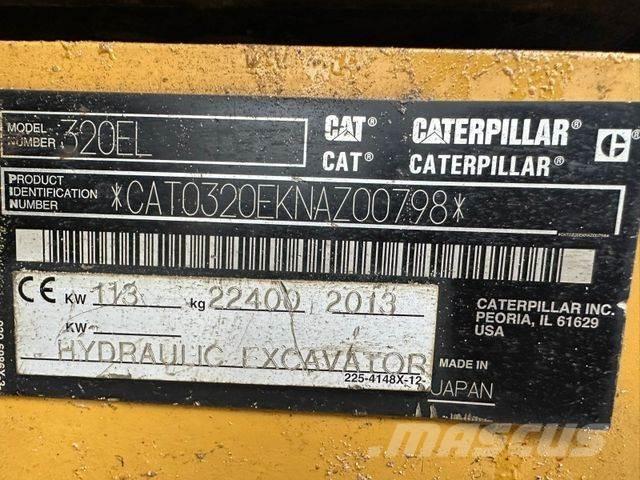 MODEL NUMBER 320EL
CAT® CATERPILLAR® C®
CAT® CATERPILLAR®
PRODUCT IDENTIFICATION NUMBER *CAT0320EKNAZ00798*
CE KW 113 kg 22400 2013
KW
HYDRAULIC EXCAVATOR
225-4148X-12
CATERPILLAR INC.
PEORIA, IL 61629
USA
MADE IN
JAPAN
MASCUS